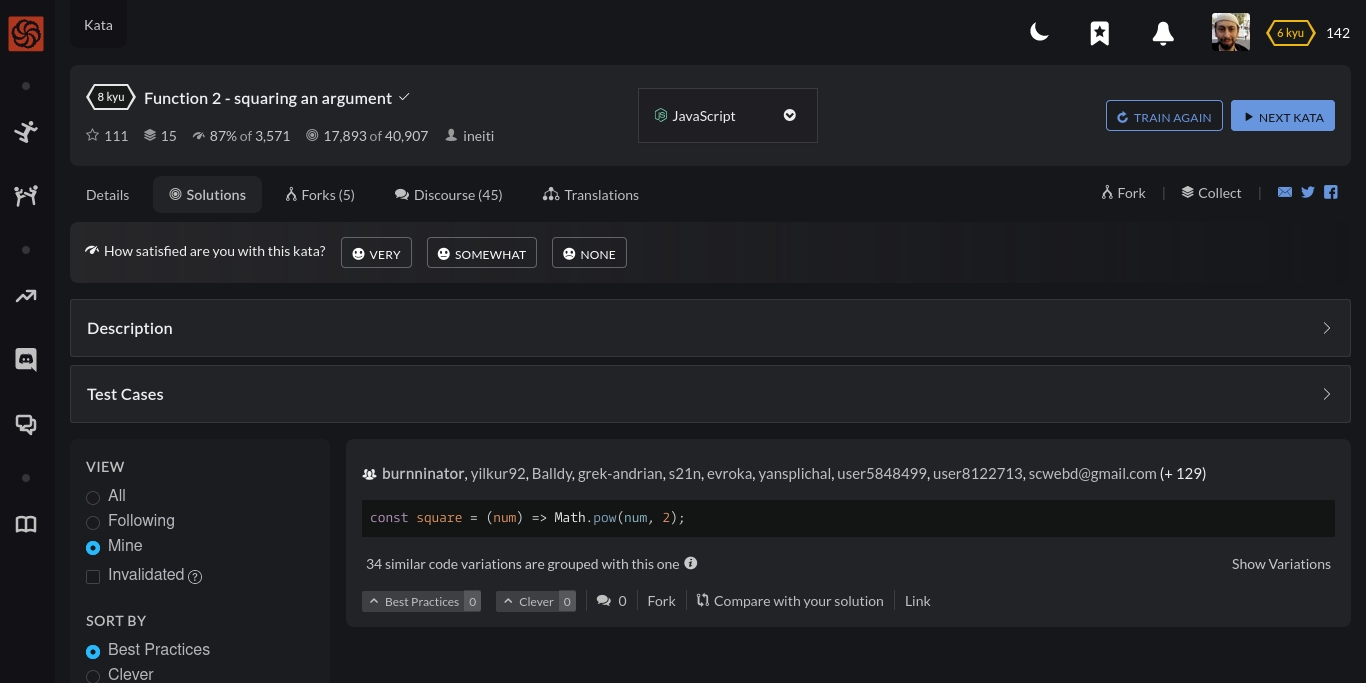 Kata
6 kyu 142
8 kyu Function 2 - squaring an argument
111 15 87% of 3,571 17,893 of 40,907 ineiti
JavaScript
TRAIN AGAIN NEXT KATA
Details Solutions Forks (5) Discourse (45) Translations
Fork | Collect |
How satisfied are you with this kata? VERY SOMEWHAT NONE
Description
Test Cases
VIEW
All
Following
Mine
Invalidated ?
SORT BY
Best Practices
Clever
burnninator, yilkur92, Balldy, grek-andrian, s21n, evroka, yansplichal, user5848499, user8122713, scwebd@gmail.com (+ 129)
const square = (num) => Math.pow(num, 2);
34 similar code variations are grouped with this one Show Variations
Best Practices 0 Clever 0 0 Fork Compare with your solution Link